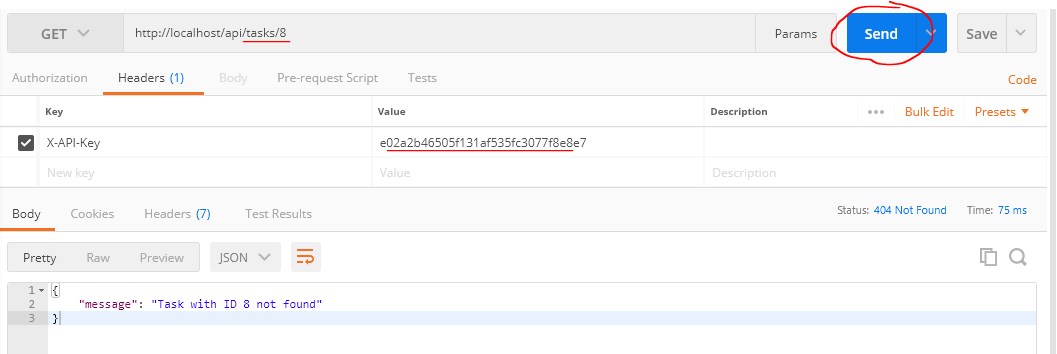 GET http://localhost/api/tasks/8 Params Send Save
Authorization Headers (1) Body Pre-request Script Tests Code
Key Value Description ••• Bulk Edit Presets
X-API-Key e02a2b46505f131af535fc3077f8e8e7
New key Value Description
Body Cookies Headers (7) Test Results Status: 404 Not Found Time: 75 ms
Pretty Raw Preview JSON
1 {
2 "message": "Task with ID 8 not found"
3 }